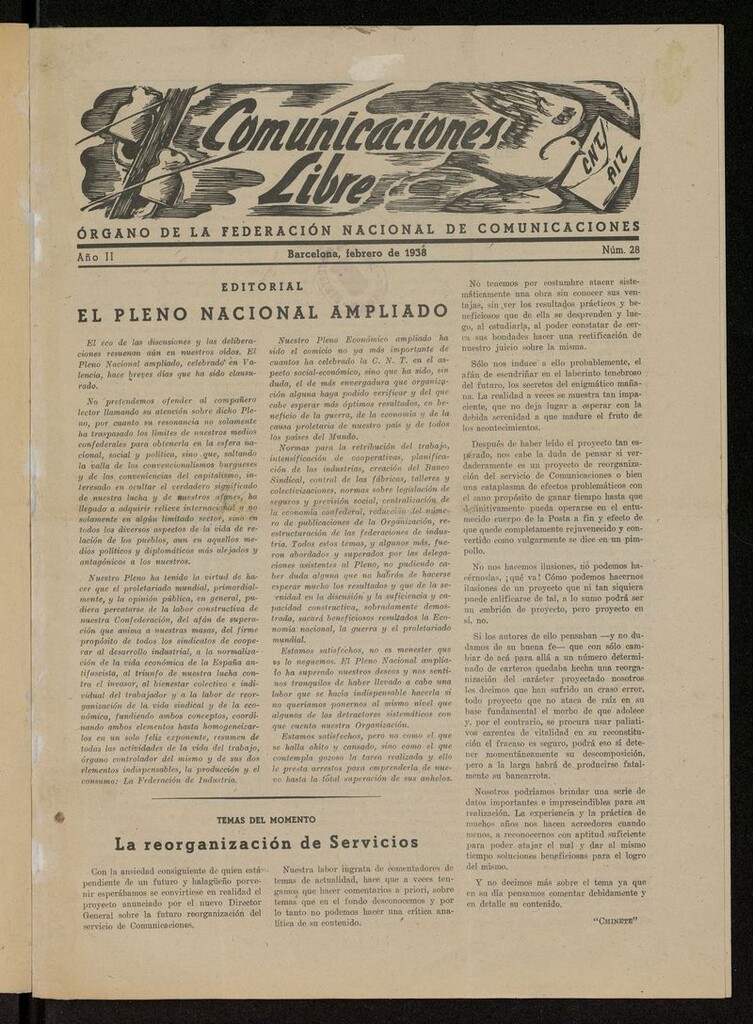 Comunicaciones
Libres
CNT
AIT
ÓRGANO DE LA FEDERACIÓN NACIONAL DE COMUNICACIONES
Año II
Barcelona, febrero de 1938
Núm. 28
EDITORIAL
EL PLENO NACIONAL AMPLIADO
El eco de las discusiones y las delibera-
ciones resuenan aún en nuestros oídos. El
Pleno Nacional ampliado, celebrado en Va-
lencia, hace breves días que ha sido clausu-
rado.
No pretendemos ofender al compañero
lector llamando su atención sobre dicho Ple-
no, por cuanto su resonancia no solamente
ha traspasado los límites de nuestros medios
confederales para obtenerla en la esfera na-
cional, social y política, sino que, saltando
la valla de los convencionalismos burgueses
y de las conveniencias del capitalismo, in-
teresado en ocultar el verdadero significado
de nuestra lucha y de nuestros afanes, ha
llegado a adquirir relieve internacional y no
solamente en algún limitado sector, sino en
todos los diversos aspectos de la vida de re-
lación de los pueblos, aun en aquellos me-
dios políticos y diplomáticos más alejados y
antagónicos a los nuestros.
Nuestro Pleno ha tenido la virtud de ha-
cer que el proletariado mundial, primordial-
mente, y la opinión pública, en general, pu-
diera percatarse de la labor constructiva de
nuestra Confederación, del afán de supera-
ción que anima a nuestras masas, del firme
propósito de todos los sindicatos de coope-
rar al desarrollo industrial, a la normaliza-
ción de la vida económica de la España an-
tifascista, al triunfo de nuestra lucha con-
tra el invasor, al bienestar colectivo e indi-
vidual del trabajador y a la labor de reor-
ganización de la vida sindical y de la eco-
nómica, fundiendo ambos conceptos, coordi-
nando ambos elementos hasta homogeneizar-
los en un solo feliz exponente, resumen de
todas las actividades de la vida del trabajo,
órgano controlador del mismo y de sus dos
elementos indispensables, la producción y el
consumo: La Federación de Industria.
Nuestro Pleno Económico ampliado ha
sido el comicio no ya más importante de
cuantos ha celebrado la C. N. T. en el as-
pecto social-económico, sino que ha sido, sin
duda, el de más envergadura que organiza-
ción alguna haya podido verificar y del que
cabe esperar más óptimos resultados, en be-
neficio de la guerra, de la economía y de la
causa proletaria de nuestro país y de todos
los países del Mundo.
Normas para la retribución del trabajo,
intensificación de cooperativas, planifica-
ción de las industrias, creación del Banco
Sindical, control de las fábricas, talleres y
colectivizaciones, normas sobre legislación de
seguros y previsión social, centralización de
la economía confederal, reducción del núme-
ro de publicaciones de la Organización, re-
estructuración de las federaciones de indus-
tria. Todos estos temas, y algunos más, fue-
ron abordados y superados por las delega-
ciones asistentes al Pleno, no pudiendo ca-
ber duda alguna que no habrán de hacerse
esperar mucho los resultados y que de la se-
renidad en la discusión y la suficiencia y ca-
pacidad constructiva, sobradamente demos-
trada, sacará beneficiosos resultados la Eco-
nomía nacional, la guerra y el proletariado
mundial.
Estamos satisfechos, no es menester que
os lo neguemos. El Pleno Nacional amplia-
do ha superado nuestros deseos y nos senti-
mos tranquilos de haber llevado a cabo una
labor que se hacía indispensable hacerla si
no queríamos ponernos al mismo nivel que
algunos de los detractores sistemáticos con
que cuenta nuestra Organización.
Estamos satisfechos, pero no como el que
se halla ahito y cansado, sino como el que
contempla gozoso la tarea realizada y ello
le presta arrestos para emprenderla de nue-
vo hasta la total superación de sus anhelos.
TEMAS DEL MOMENTO
La reorganización de Servicios
Con la ansiedad consiguiente de quien está
pendiente de un futuro y halagüeño porve-
nir esperábamos se convirtiese en realidad el
proyecto anunciado por el nuevo Director
General sobre la futura reorganización del
servicio de Comunicaciones.
Nuestra labor ingrata de comentadores de
temas de actualidad, hace que a veces ten-
gamos que hacer comentarios a priori, sobre
temas que en el fondo desconocemos y por
lo tanto no podemos hacer una crítica ana-
lítica de su contenido.
No tenemos por costumbre atacar siste-
máticamente una obra sin conocer sus ven-
tajas, sin ver los resultados prácticos y be-
neficiosos que de ella se desprenden y lue-
go, al estudiarla, al poder constatar de cer-
ca sus bondades hacer una rectificación de
nuestro juicio sobre la misma.
Sólo nos induce a ello probablemente, el
afán de escudriñar en el laberinto tenebroso
del futuro, los secretos del enigmático maña-
na. La realidad a veces se muestra tan impa-
ciente, que no deja lugar a esperar con la
debida serenidad a que madure el fruto de
los acontecimientos.
Después de haber leído el proyecto tan es-
perado, nos cabe la duda de pensar si ver-
daderamente es un proyecto de reorganiza-
ción del servicio de Comunicaciones o bien
una cataplasma de efectos problemáticos con
el sano propósito de ganar tiempo hasta que
definitivamente pueda operarse en el entu-
mecido cuerpo de la Posta a fin y efecto de
que quede completamente rejuvenecido y con-
vertido como vulgarmente se dice en un pim-
pollo.
No nos hacemos ilusiones, nó podemos ha-
cérnoslas, ¡qué va! Cómo podemos hacernos
ilusiones de un proyecto que ni tan siquiera
puede calificarse de tal, a lo sumo podrá ser
un embrión de proyecto, pero proyecto en
sí, no.
Si los autores de ello pensaban —y no du-
damos de su buena fe— que con sólo cam-
biar de acá para allá a un número determi-
nado de carteros quedaba hecha una reorga-
nización del carácter proyectado nosotros
les decimos que han sufrido un craso error,
todo proyecto que no ataca de raíz en su
base fundamental el morbo de que adolece
y, por el contrario, se procura usar paliati-
vos carentes de vitalidad en su reconstitu-
ción el fracaso es seguro, podrá eso sí dete-
ner momentáneamente su descomposición,
pero a la larga habrá de producirse fatal-
mente su bancarrota.
Nosotros podríamos brindar una serie de
datos importantes e imprescindibles para su
realización. La experiencia y la práctica de
muchos años nos hacen acreedores cuando
menos, a reconocernos con aptitud suficiente
para poder atajar el mal y dar al mismo
tiempo soluciones beneficiosas para el logro
del mismo.
Y no decimos más sobre el tema ya que
en su día pensamos comentar debidamente y
en detalle su contenido.
"CHINETE"